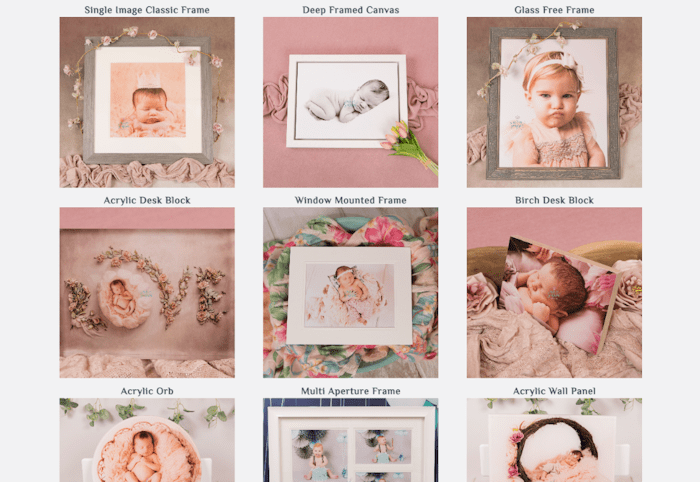 Single Image Classic Frame
Deep Framed Canvas
Glass Free Frame
Acrylic Desk Block
Window Mounted Frame
Birch Desk Block
Acrylic Orb
Multi Aperture Frame
Acrylic Wall Panel